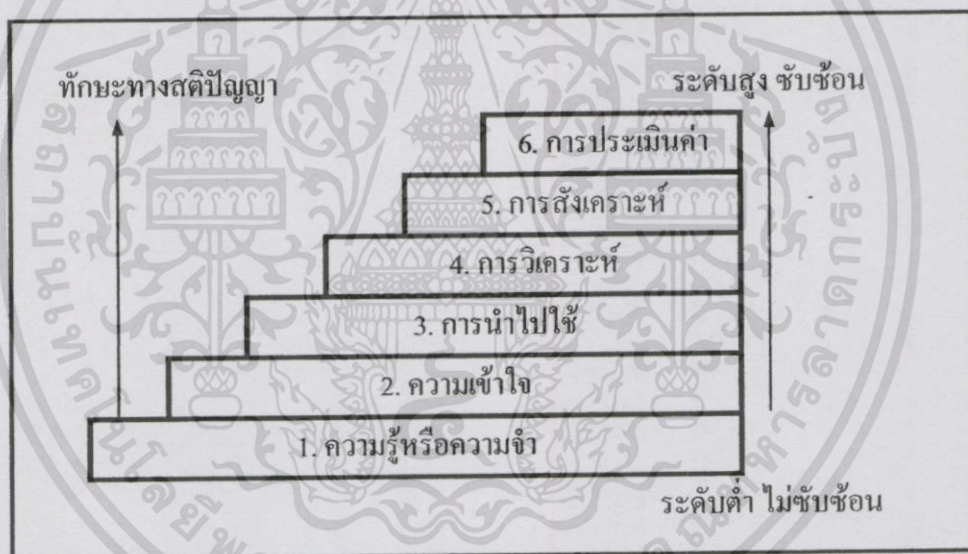 ทักษะทางสติปัญญา
ระดับสูง ซับซ้อน
6. การประเมินค่า
5. การสังเคราะห์
4. การวิเคราะห์
3. การนำไปใช้
2. ความเข้าใจ
1. ความรู้หรือความจำ
ระดับต่ำ ไม่ซับซ้อน